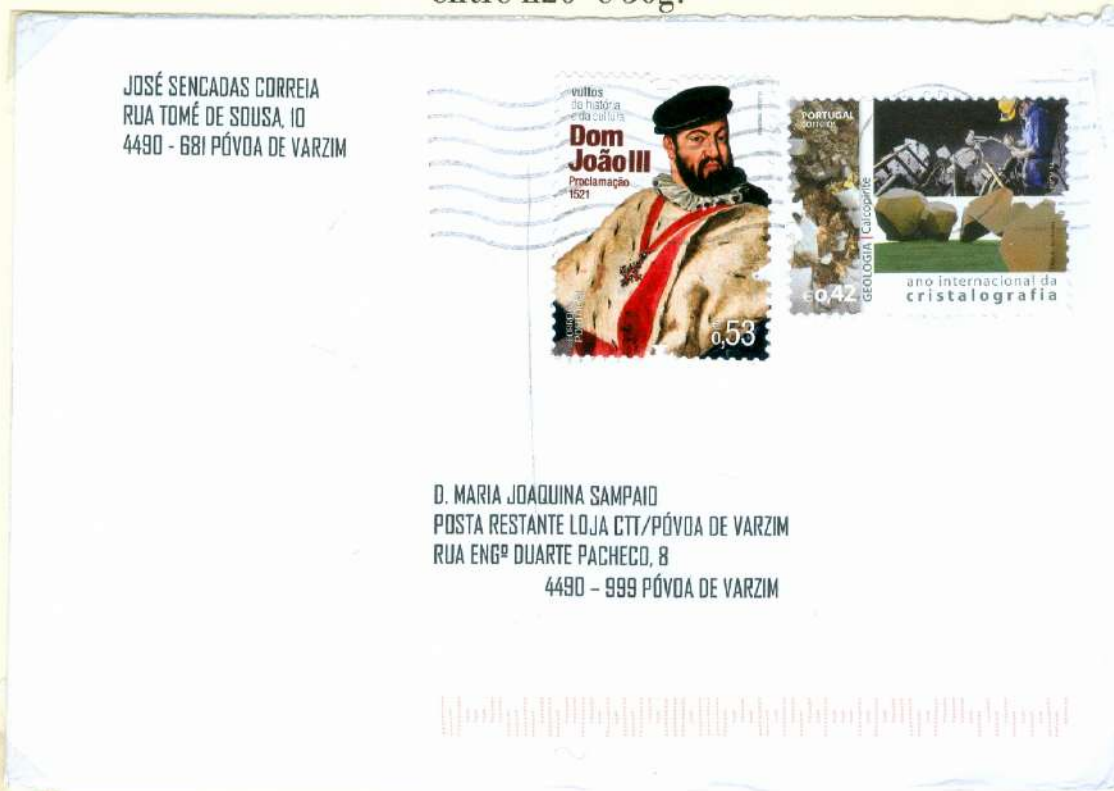 JOSÉ SENCADAS CORREIA
RUA TOMÉ DE SOUSA, 10
4490 - 681 PÓVOA DE VARZIM
vultos
da história
e da cultura
Dom
João III
Proclamação
1521
CORREIOS
PORTUGAL
0,53
PORTUGAL
correios
GEOLOGIA | Calcopirite
€0,42
ano internacional da
cristalografia
D. MARIA JOAQUINA SAMPAIO
POSTA RESTANTE LOJA CTT/PÓVOA DE VARZIM
RUA ENGº DUARTE PACHECO, 8
4490 – 999 PÓVOA DE VARZIM